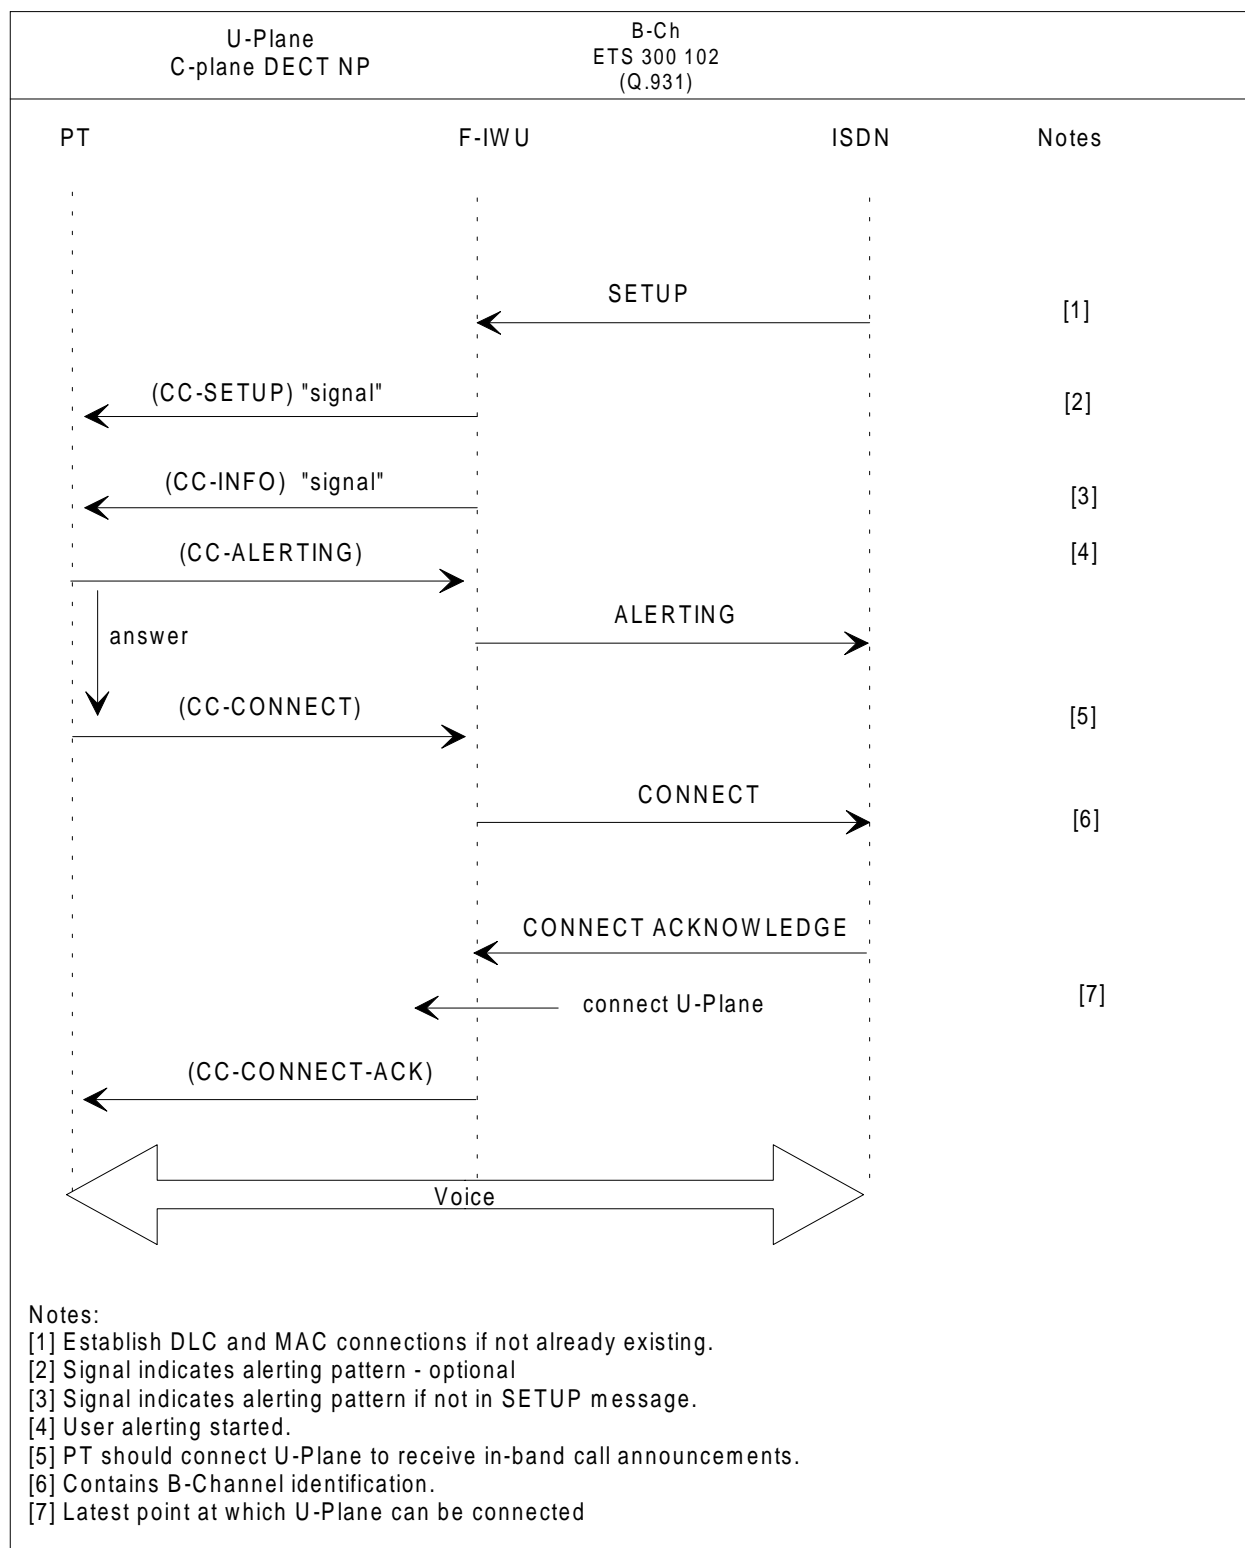 U-Plane
C-plane DECT NP
B-Ch
ETS 300 102
(Q.931)
PT
F-IWU
ISDN
Notes
SETUP
[1]
(CC-SETUP) "signal"
[2]
(CC-INFO) "signal"
[3]
(CC-ALERTING)
[4]
ALERTING
answer
(CC-CONNECT)
[5]
CONNECT
[6]
CONNECT ACKNOWLEDGE
connect U-Plane
[7]
(CC-CONNECT-ACK)
Voice
Notes:
[1] Establish DLC and MAC connections if not already existing.
[2] Signal indicates alerting pattern - optional
[3] Signal indicates alerting pattern if not in SETUP message.
[4] User alerting started.
[5] PT should connect U-Plane to receive in-band call announcements.
[6] Contains B-Channel identification.
[7] Latest point at which U-Plane can be connected